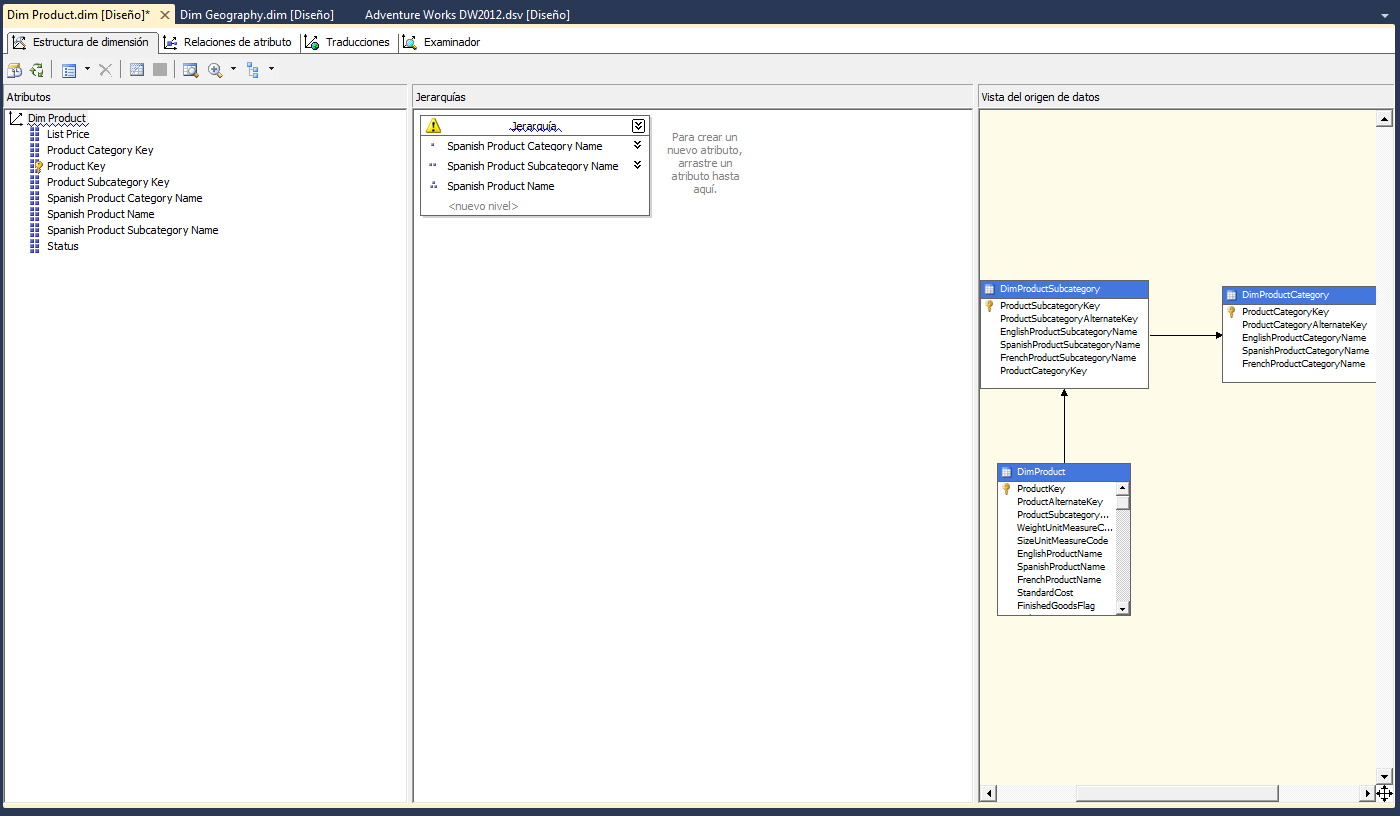 Dim Product.dim [Diseño]*
Dim Geography.dim [Diseño]
Adventure Works DW2012.dsv [Diseño]
Estructura de dimensión
Relaciones de atributo
Traducciones
Examinador
Atributos
Dim Product
List Price
Product Category Key
Product Key
Product Subcategory Key
Spanish Product Category Name
Spanish Product Name
Spanish Product Subcategory Name
Status
Jerarquías
Jerarquía
Spanish Product Category Name
Spanish Product Subcategory Name
Spanish Product Name
<nuevo nivel>
Para crear un
nuevo atributo,
arrastre un
atributo hasta
aquí.
Vista del origen de datos
DimProductSubcategory
ProductSubcategoryKey
ProductSubcategoryAlternateKey
EnglishProductSubcategoryName
SpanishProductSubcategoryName
FrenchProductSubcategoryName
ProductCategoryKey
DimProductCategory
ProductCategoryKey
ProductCategoryAlternateKey
EnglishProductCategoryName
SpanishProductCategoryName
FrenchProductCategoryName
DimProduct
ProductKey
ProductAlternateKey
ProductSubcategory...
WeightUnitMeasureC...
SizeUnitMeasureCode
EnglishProductName
SpanishProductName
FrenchProductName
StandardCost
FinishedGoodsFlag